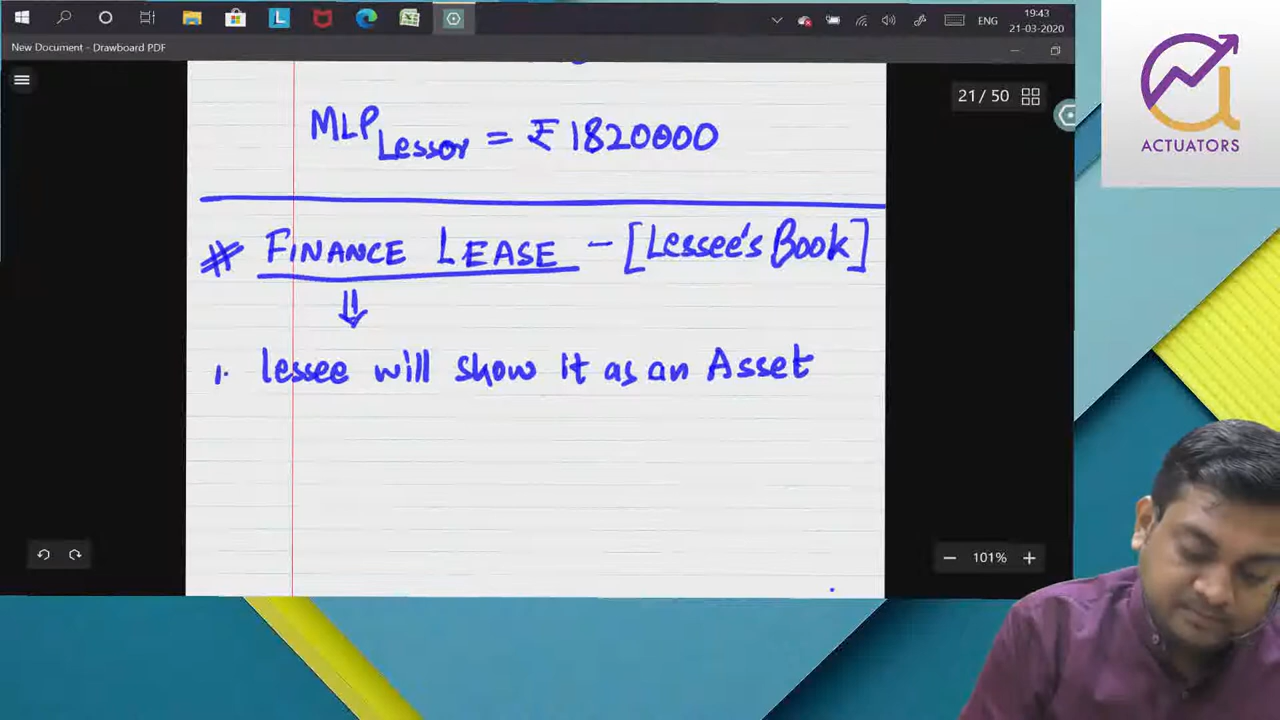 19:43
ENG
21-03-2020
New Document - Drawboard PDF
21 / 50
ACTUATORS
MLP Lessor = ₹ 1820000
# FINANCE LEASE - [Lessee's Book]
⇓
1. lessee will show it as an Asset
101%